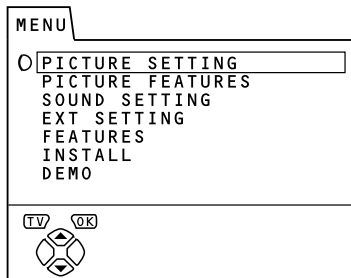 MENU
PICTURE SETTING
PICTURE FEATURES
SOUND SETTING
EXT SETTING
FEATURES
INSTALL
DEMO
TV OK